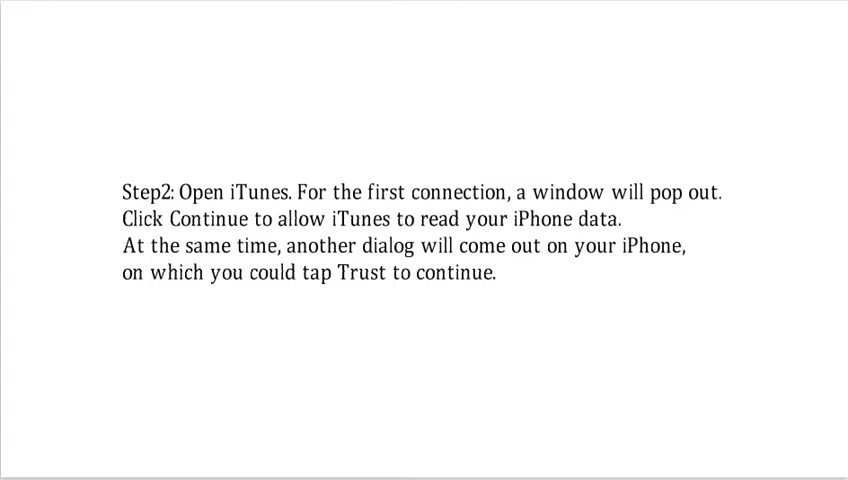 Step2: Open iTunes. For the first connection, a window will pop out.
Click Continue to allow iTunes to read your iPhone data.
At the same time, another dialog will come out on your iPhone,
on which you could tap Trust to continue.